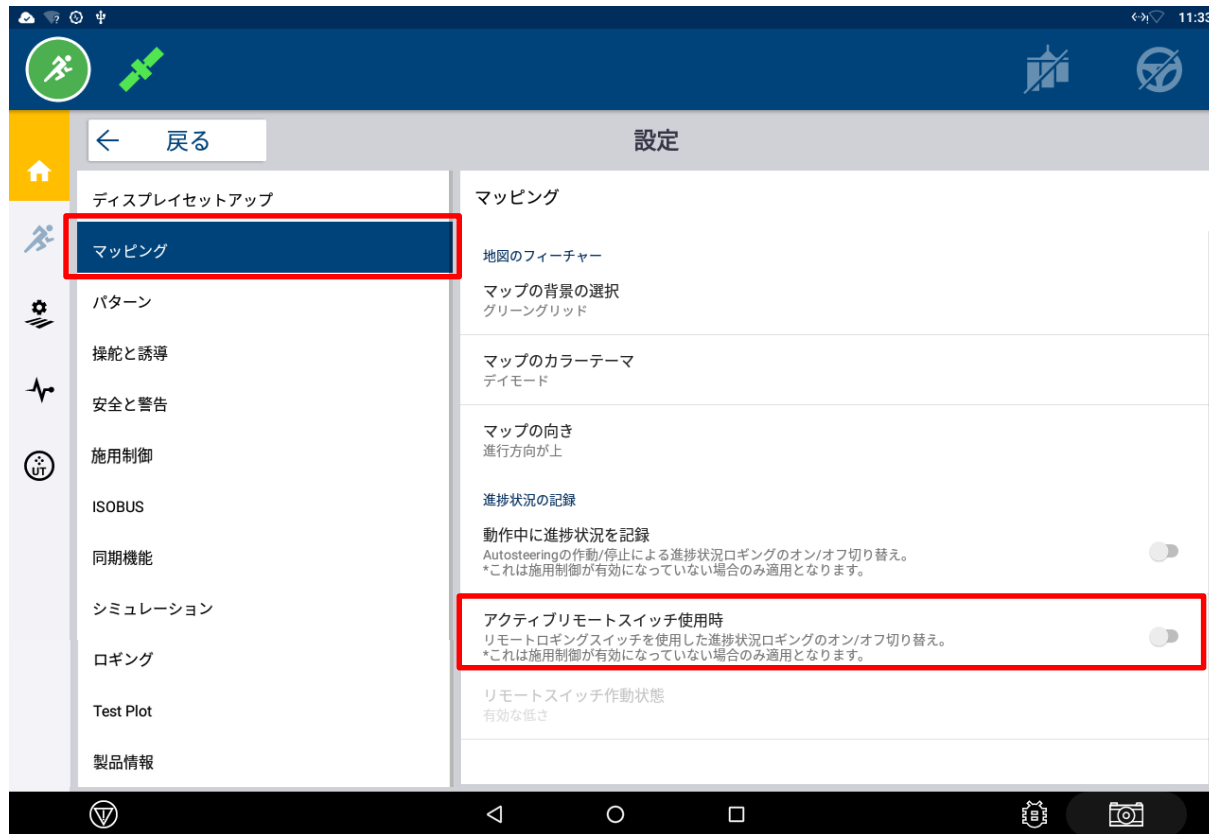 11:33
戻る
設定
ディスプレイセットアップ
マッピング
パターン
操舵と誘導
安全と警告
施用制御
ISOBUS
同期機能
シミュレーション
ロギング
Test Plot
製品情報
UT
マッピング
地図のフィーチャー
マップの背景の選択
グリーングリッド
マップのカラーテーマ
デイモード
マップの向き
進行方向が上
進捗状況の記録
動作中に進捗状況を記録
Autosteeringの作動/停止による進捗状況ロギングのオン/オフ切り替え。
*これは施用制御が有効になっていない場合のみ適用となります。
アクティブリモートスイッチ使用時
リモートロギングスイッチを使用した進捗状況ロギングのオン/オフ切り替え。
*これは施用制御が有効になっていない場合のみ適用となります。
リモートスイッチ作動状態
有効な低さ